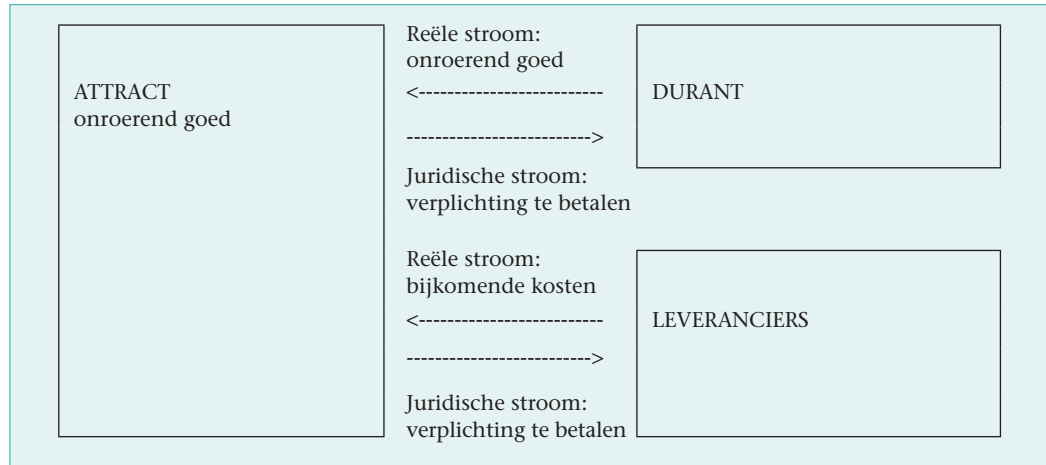 Reële stroom:
onroerend goed
ATTRACT
onroerend goed
<--------------------------
DURANT
-------------------------->
Juridische stroom:
verplichting te betalen
Reële stroom:
bijkomende kosten
<--------------------------
LEVERANCIERS
-------------------------->
Juridische stroom:
verplichting te betalen